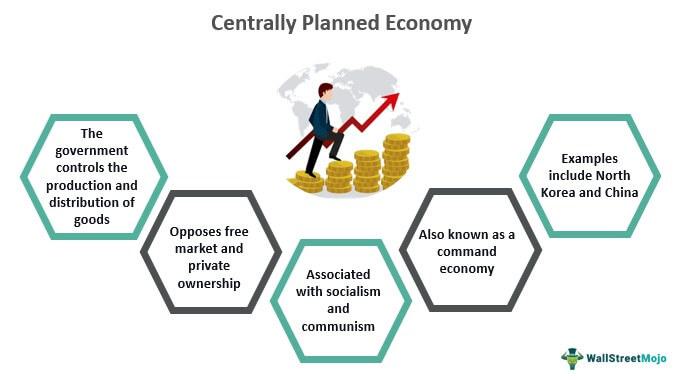 Centrally Planned Economy
The
government
controls the
production and
distribution of
goods
Opposes free
market and
private
ownership
Associated
with socialism
and
communism
Also known as a
command
economy
Examples
include North
Korea and China
WallStreetMojo